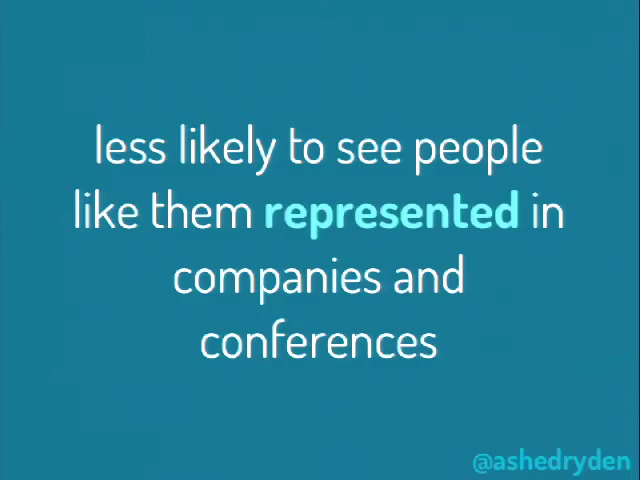 less likely to see people
like them represented in
companies and
conferences
@ashedryden